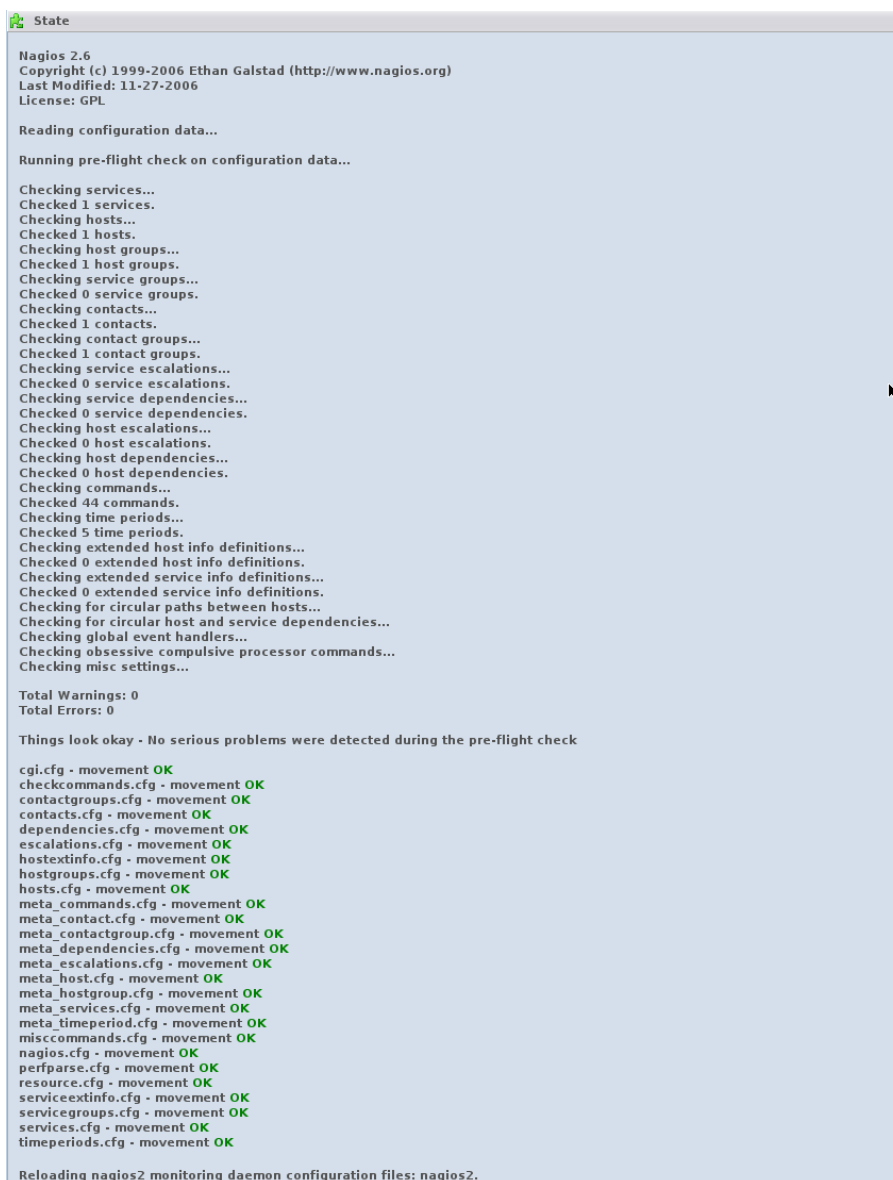 State
Nagios 2.6
Copyright (c) 1999-2006 Ethan Galstad (http://www.nagios.org)
Last Modified: 11-27-2006
License: GPL
Reading configuration data...
Running pre-flight check on configuration data...
Checking services...
Checked 1 services.
Checking hosts...
Checked 1 hosts.
Checking host groups...
Checked 1 host groups.
Checking service groups...
Checked 0 service groups.
Checking contacts...
Checked 1 contacts.
Checking contact groups...
Checked 1 contact groups.
Checking service escalations...
Checked 0 service escalations.
Checking service dependencies...
Checked 0 service dependencies.
Checking host escalations...
Checked 0 host escalations.
Checking host dependencies...
Checked 0 host dependencies.
Checking commands...
Checked 44 commands.
Checking time periods...
Checked 5 time periods.
Checking extended host info definitions...
Checked 0 extended host info definitions.
Checking extended service info definitions...
Checked 0 extended service info definitions.
Checking for circular paths between hosts...
Checking for circular host and service dependencies...
Checking global event handlers...
Checking obsessive compulsive processor commands...
Checking misc settings...
Total Warnings: 0
Total Errors: 0
Things look okay - No serious problems were detected during the pre-flight check
cgi.cfg - movement OK
checkcommands.cfg - movement OK
contactgroups.cfg - movement OK
contacts.cfg - movement OK
dependencies.cfg - movement OK
escalations.cfg - movement OK
hostextinfo.cfg - movement OK
hostgroups.cfg - movement OK
hosts.cfg - movement OK
meta_commands.cfg - movement OK
meta_contact.cfg - movement OK
meta_contactgroup.cfg - movement OK
meta_dependencies.cfg - movement OK
meta_escalations.cfg - movement OK
meta_host.cfg - movement OK
meta_hostgroup.cfg - movement OK
meta_services.cfg - movement OK
meta_timeperiod.cfg - movement OK
misccommands.cfg - movement OK
nagios.cfg - movement OK
perfparse.cfg - movement OK
resource.cfg - movement OK
serviceextinfo.cfg - movement OK
servicegroups.cfg - movement OK
services.cfg - movement OK
timeperiods.cfg - movement OK
Reloading nagios2 monitoring daemon configuration files: nagios2.